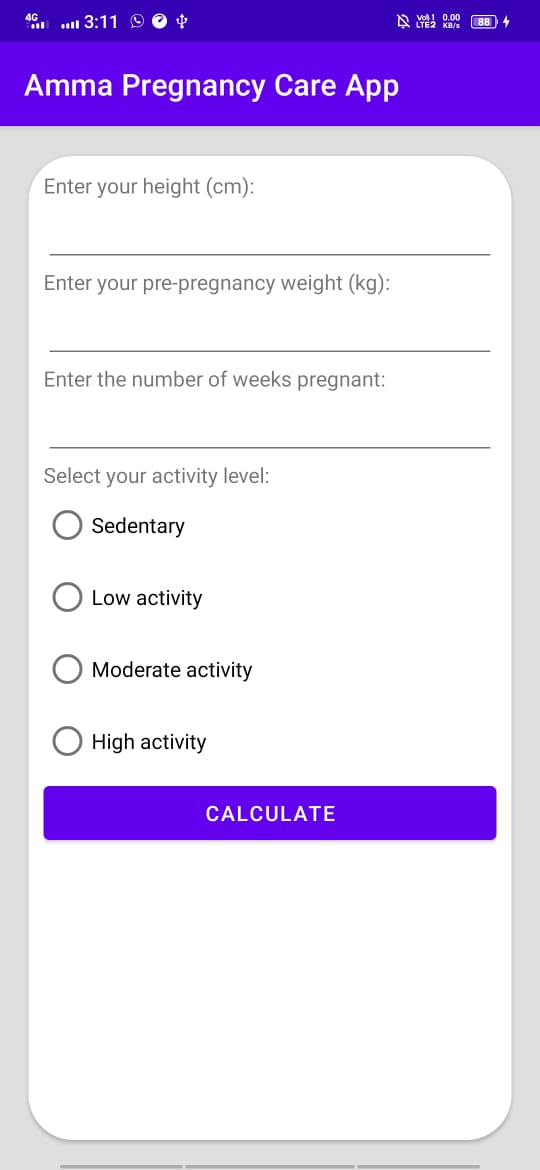 4G 3:11 Vo) 1 LTE2 0.00 KB/s 88
Amma Pregnancy Care App
Enter your height (cm):
Enter your pre-pregnancy weight (kg):
Enter the number of weeks pregnant:
Select your activity level:
Sedentary
Low activity
Moderate activity
High activity
CALCULATE